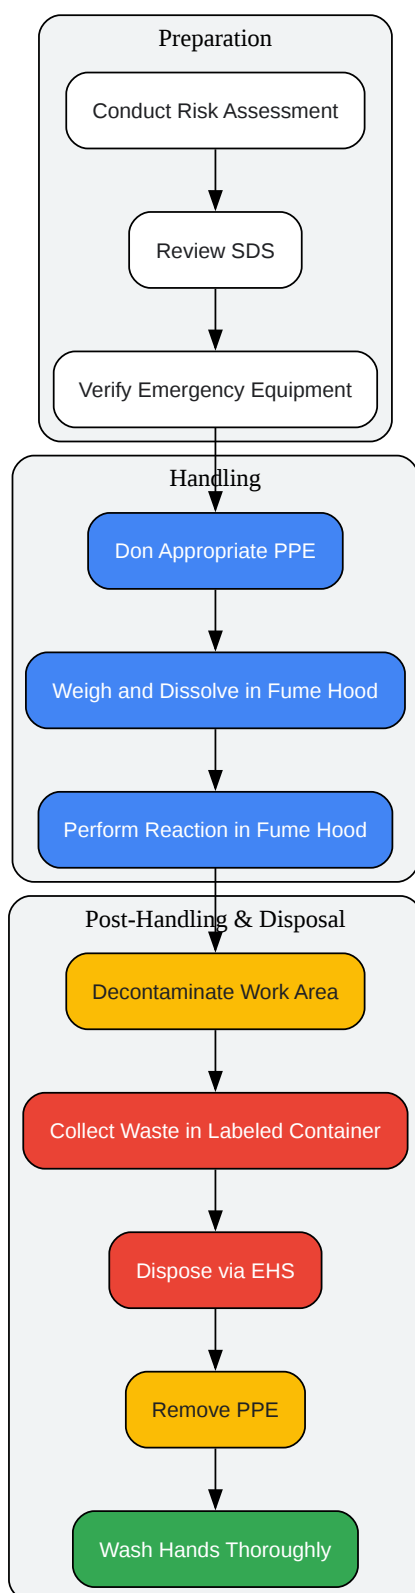 Preparation
Conduct Risk Assessment
Review SDS
Verify Emergency Equipment
Handling
Don Appropriate PPE
Weigh and Dissolve in Fume Hood
Perform Reaction in Fume Hood
Post-Handling & Disposal
Decontaminate Work Area
Collect Waste in Labeled Container
Dispose via EHS
Remove PPE
Wash Hands Thoroughly